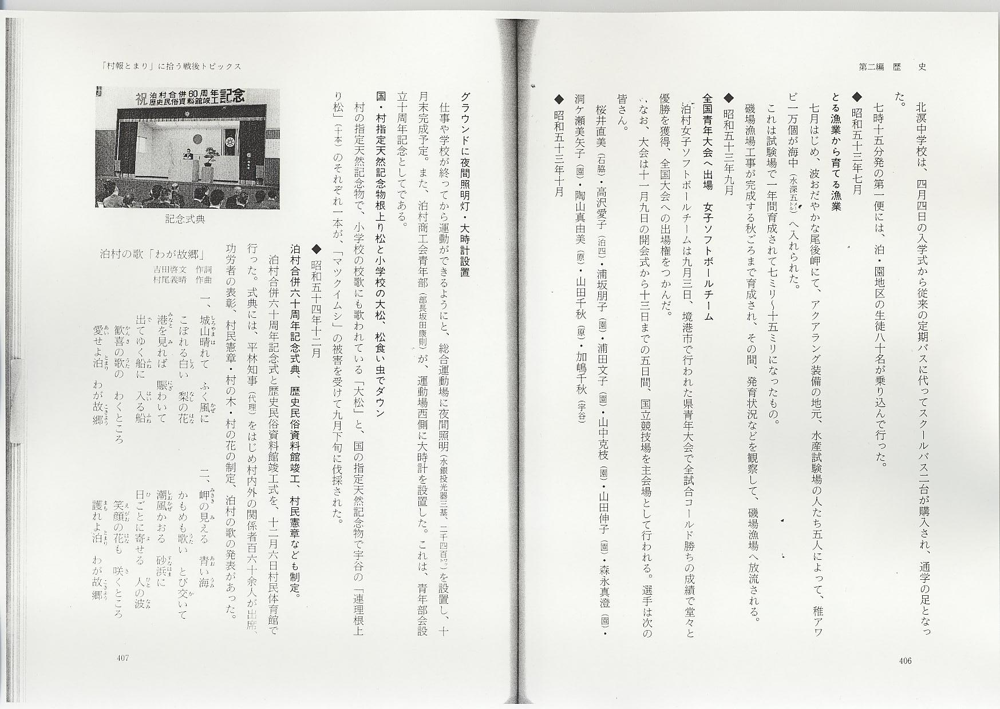 第二編　歴　　史
北溟中学校は、四月四日の入学式から従来の定期バスに代ってスクールバス二台が購入され、通学の足となっ
た。
七時十五分発の第一便には、泊・園地区の生徒八十名が乗り込んで行った。
◆　昭和五十三年七月
とる漁業から育てる漁業
七月はじめ、波おだやかな尾後岬にて、アクアラング装備の地元、水産試験場の人たち五人によって、稚アワ
ビ一万個が海中（水深五㍍）へ入れられた。
これは試験場で一年間育成されて七ミリ〜十五ミリになったもの。
磯場漁場工事が完成する秋ごろまで育成され、その間、発育状況などを観察して、磯場漁場へ放流される。
◆　昭和五十三年九月
全国青年大会へ出場　女子ソフトボールチーム
泊村女子ソフトボールチームは九月三日、境港市で行われた県青年大会で全試合コールド勝ちの成績で堂々と
優勝を獲得、全国大会への出場権をつかんだ。
なお、大会は十一月九日の開会式から十三日までの五日間、国立競技場を主会場として行われる。選手は次の
皆さん。
桜井直美（石脇）・高沢愛子（泊四）・浦坂朋子（園）・浦田文子（園）・山中克枝（園）・山田伸子（園）・森永真澄（園）・
洞ケ瀬美矢子（園）・陶山真由美（原）・山田千秋（原）・加嶋千秋（宇谷）
◆　昭和五十三年十月
406
「村報とまり」に拾う戦後トピックス
グラウンドに夜間照明灯・大時計設置
仕事や学校が終ってから運動ができるようにと、総合運動場に夜間照明（水銀投光器三基、二千四百㍗）を設置し、十
月末完成予定。また、泊村商工会青年部（部長坂田康則）が、運動場西側に大時計を設置した。これは、青年部会設
立十周年記念としてである。
国・村指定天然記念物根上り松と小学校の大松、松食い虫でダウン
村の指定天然記念物で、小学校の校歌にも歌われている「大松」と、国の指定天然記念物で宇谷の「連理根上
り松」（十本）のそれぞれ一本が、「マツクイムシ」の被害を受けて九月下旬に伐採された。
◆　昭和五十四年十二月
泊村合併六十周年記念式典、歴史民俗資料館竣工、村民憲章なども制定。
泊村合併六十周年記念式と歴史民俗資料館竣工式を、十二月六日村民体育館で
行った。式典には、平林知事（代理）をはじめ村内外の関係者百六十余人が出席、
功労者の表彰、村民憲章・村の木・村の花の制定、泊村の歌の発表があった。
祝　泊村合併60周年
歴史民俗資料館竣工　記念
記念式典
泊村の歌「わが故郷」
吉田啓文　作詞
村尾義晴　作曲
一、
城山晴れて　ふく風に
こぼれる白い　梨の花
港を見れば　賑わいて
出てゆく船に　入る船
歓喜の歌の　わくところ
愛せよ泊　わが故郷
二、
岬の見える　青い海
かもめも歌い　とび交いて
潮風かおる　砂浜に
日ごとに寄せる　人の波
笑顔の花も　咲くところ
護れよ泊　わが故郷
407